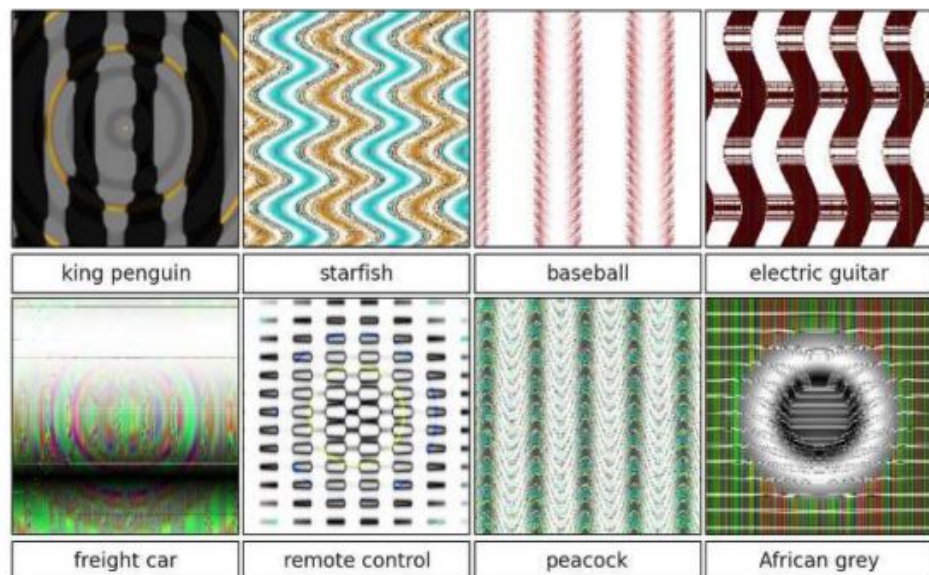 king penguin
starfish
baseball
electric guitar
freight car
remote control
peacock
African grey